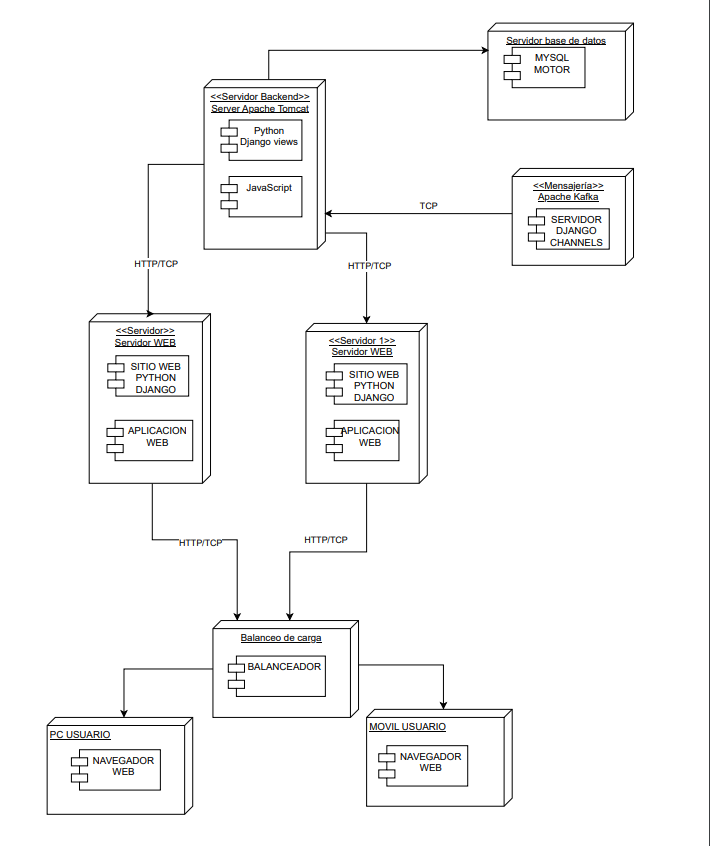 Servidor base de datos
MYSQL
MOTOR
<<Servidor Backend>>
Server Apache Tomcat
Python
Django views
JavaScript
<<Mensajería>>
Apache Kafka
SERVIDOR
DJANGO
CHANNELS
TCP
HTTP/TCP
HTTP/TCP
<<Servidor>>
Servidor WEB
SITIO WEB
PYTHON
DJANGO
APLICACION
WEB
<<Servidor 1>>
Servidor WEB
SITIO WEB
PYTHON
DJANGO
APLICACION
WEB
HTTP/TCP
HTTP/TCP
Balanceo de carga
BALANCEADOR
PC USUARIO
NAVEGADOR
WEB
MOVIL USUARIO
NAVEGADOR
WEB